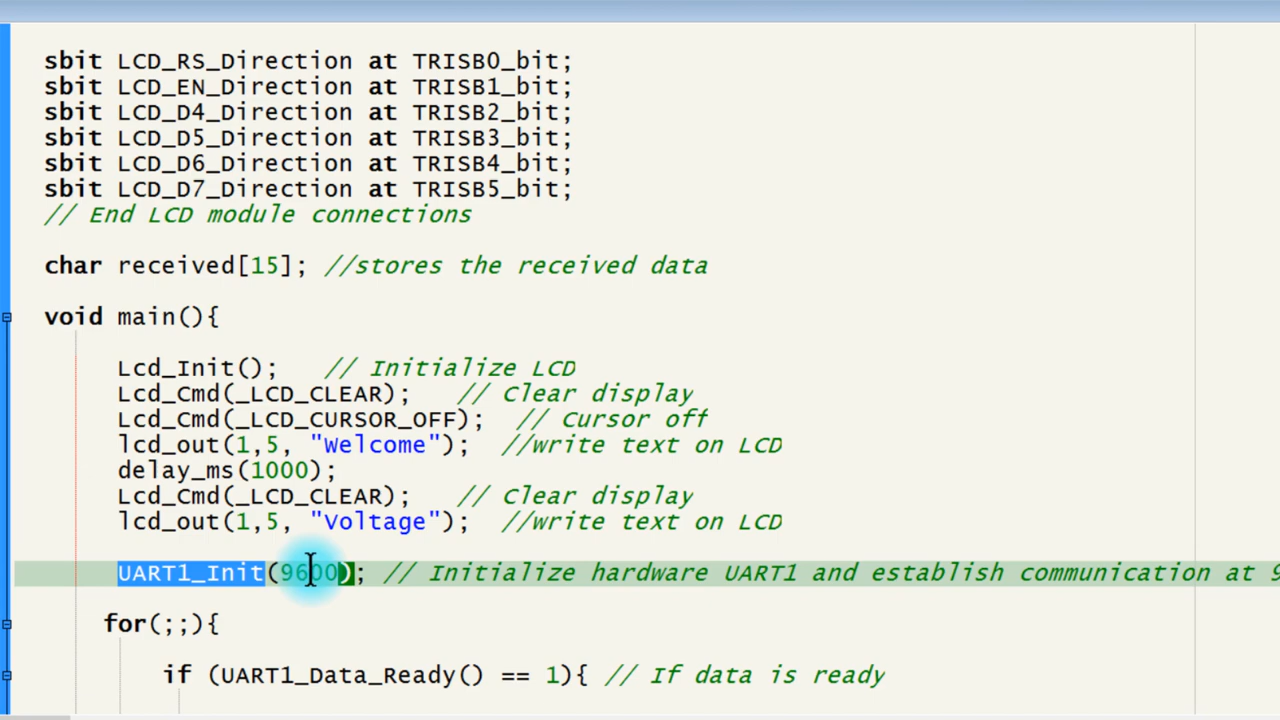 sbit LCD_RS_Direction at TRISB0_bit;
sbit LCD_EN_Direction at TRISB1_bit;
sbit LCD_D4_Direction at TRISB2_bit;
sbit LCD_D5_Direction at TRISB3_bit;
sbit LCD_D6_Direction at TRISB4_bit;
sbit LCD_D7_Direction at TRISB5_bit;
// End LCD module connections
char received[15]; //stores the received data
void main(){
Lcd_Init(); // Initialize LCD
Lcd_Cmd(_LCD_CLEAR); // Clear display
Lcd_Cmd(_LCD_CURSOR_OFF); // Cursor off
lcd_out(1,5, "Welcome"); //write text on LCD
delay_ms(1000);
Lcd_Cmd(_LCD_CLEAR); // Clear display
lcd_out(1,5, "Voltage"); //write text on LCD
UART1_Init(9600); // Initialize hardware UART1 and establish communication at 9
for(;;){
if (UART1_Data_Ready() == 1){ // If data is ready